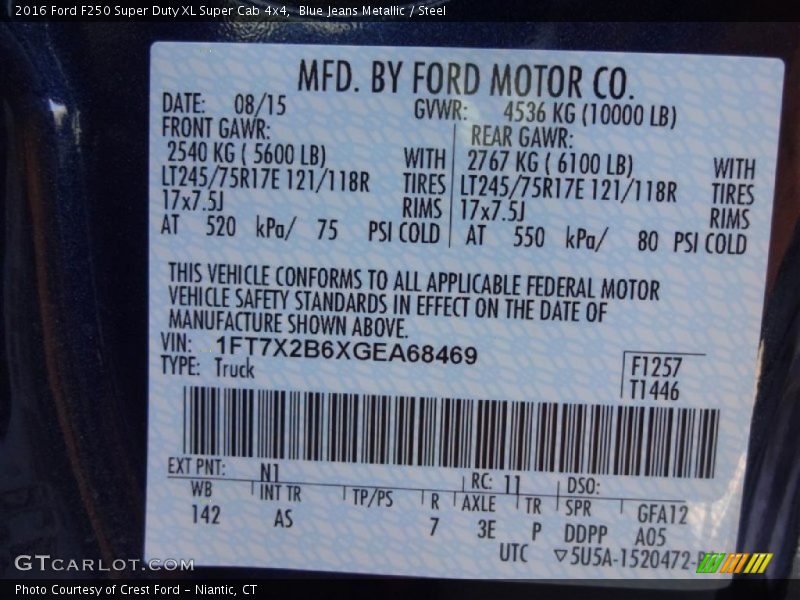 2016 Ford F250 Super Duty XL Super Cab 4x4, Blue Jeans Metallic / Steel
MFD. BY FORD MOTOR CO.
DATE: 08/15 GVWR: 4536 KG (10000 LB)
FRONT GAWR: REAR GAWR:
2540 KG ( 5600 LB) WITH 2767 KG ( 6100 LB) WITH
LT245/75R17E 121/118R TIRES LT245/75R17E 121/118R TIRES
17x7.5J RIMS 17x7.5J RIMS
AT 520 kPa/ 75 PSI COLD AT 550 kPa/ 80 PSI COLD
THIS VEHICLE CONFORMS TO ALL APPLICABLE FEDERAL MOTOR
VEHICLE SAFETY STANDARDS IN EFFECT ON THE DATE OF
MANUFACTURE SHOWN ABOVE.
VIN: 1FT7X2B6XGEA68469
TYPE: Truck
F1257
T1446
EXT PNT: N1 RC: 11 DSO:
WB INT TR TP/PS R AXLE TR SPR GFA12
142 AS 7 3E P DDPP A05
UTC ▽5U5A-1520472-
GTCARLOT.COM
Photo Courtesy of Crest Ford - Niantic, CT